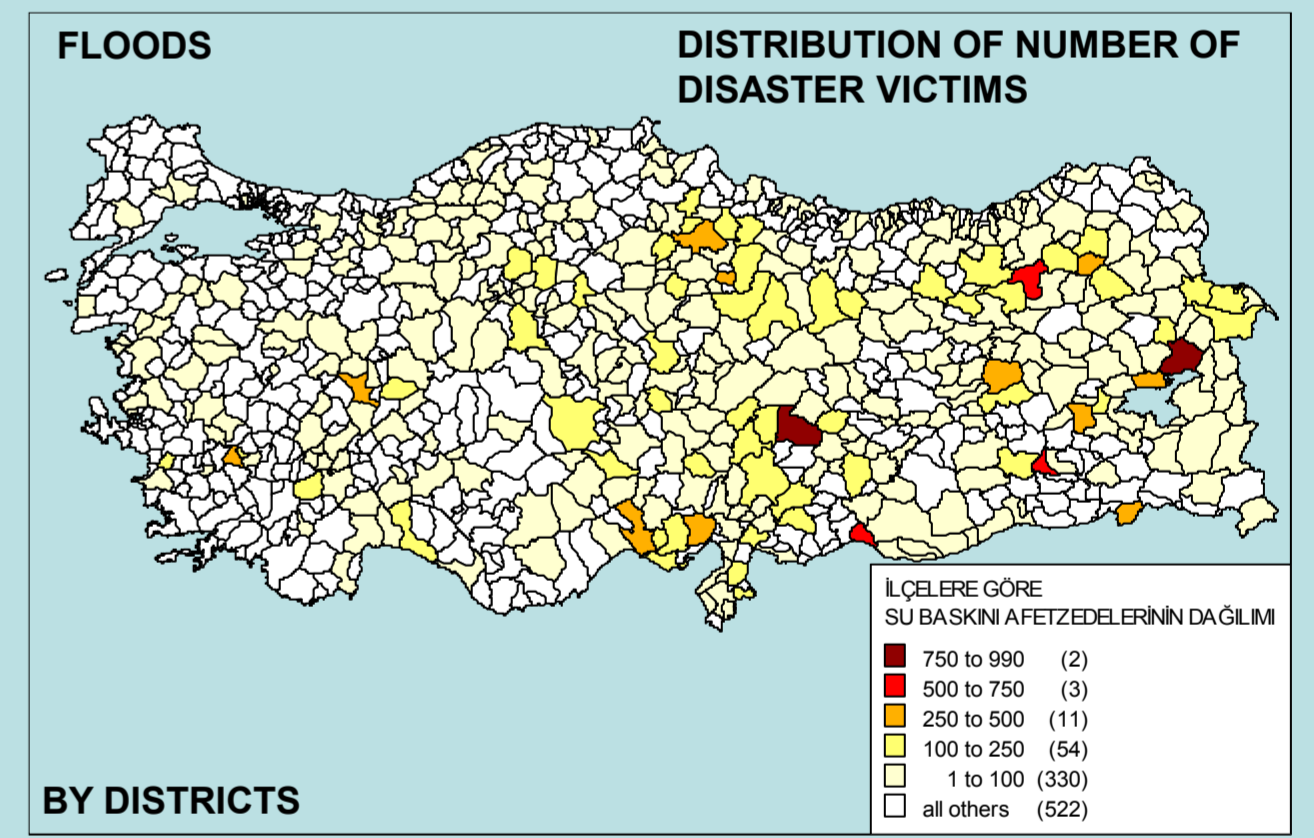 FLOODS
DISTRIBUTION OF NUMBER OF
DISASTER VICTIMS
İLÇELERE GÖRE
SU BASKINI AFETZEDELERİNİN DAĞILIMI
750 to 990 (2)
500 to 750 (3)
250 to 500 (11)
100 to 250 (54)
1 to 100 (330)
all others (522)
BY DISTRICTS